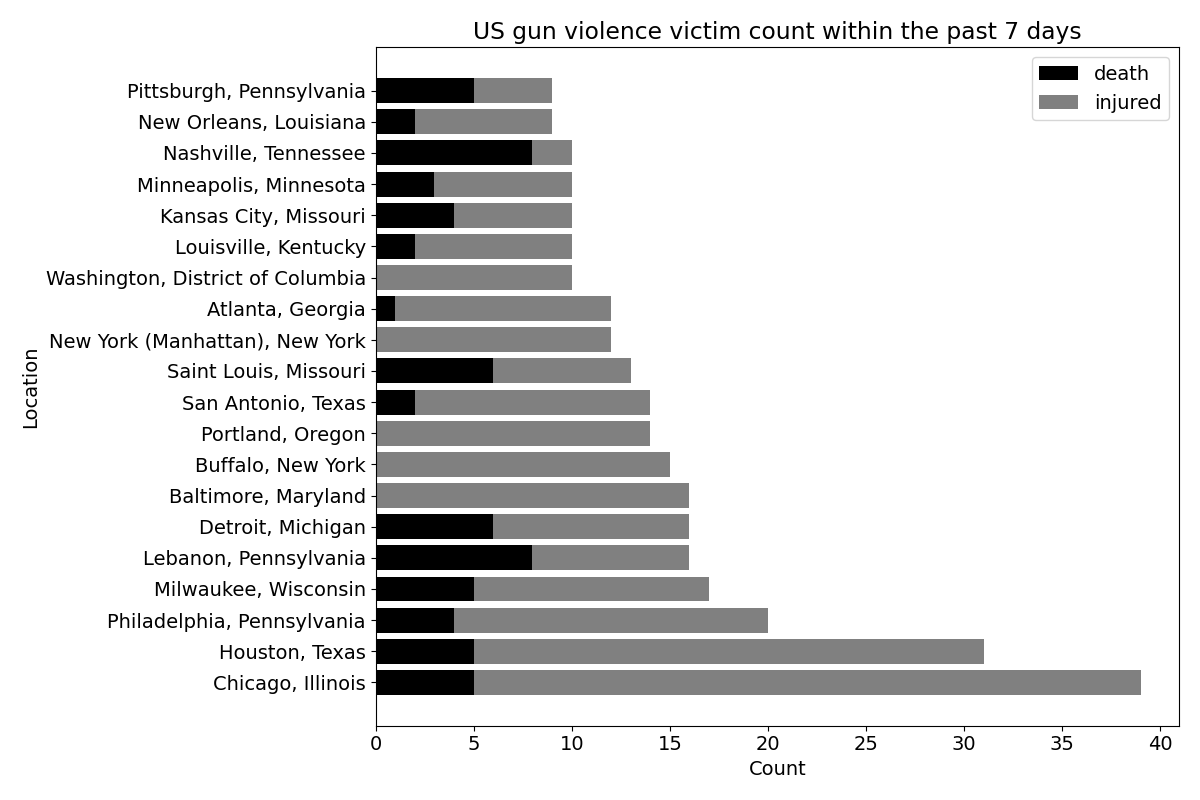 US gun violence victim count within the past 7 days
death
injured
Pittsburgh, Pennsylvania
New Orleans, Louisiana
Nashville, Tennessee
Minneapolis, Minnesota
Kansas City, Missouri
Louisville, Kentucky
Washington, District of Columbia
Atlanta, Georgia
New York (Manhattan), New York
Saint Louis, Missouri
San Antonio, Texas
Portland, Oregon
Buffalo, New York
Baltimore, Maryland
Detroit, Michigan
Lebanon, Pennsylvania
Milwaukee, Wisconsin
Philadelphia, Pennsylvania
Houston, Texas
Chicago, Illinois
Location
0 5 10 15 20 25 30 35 40
Count